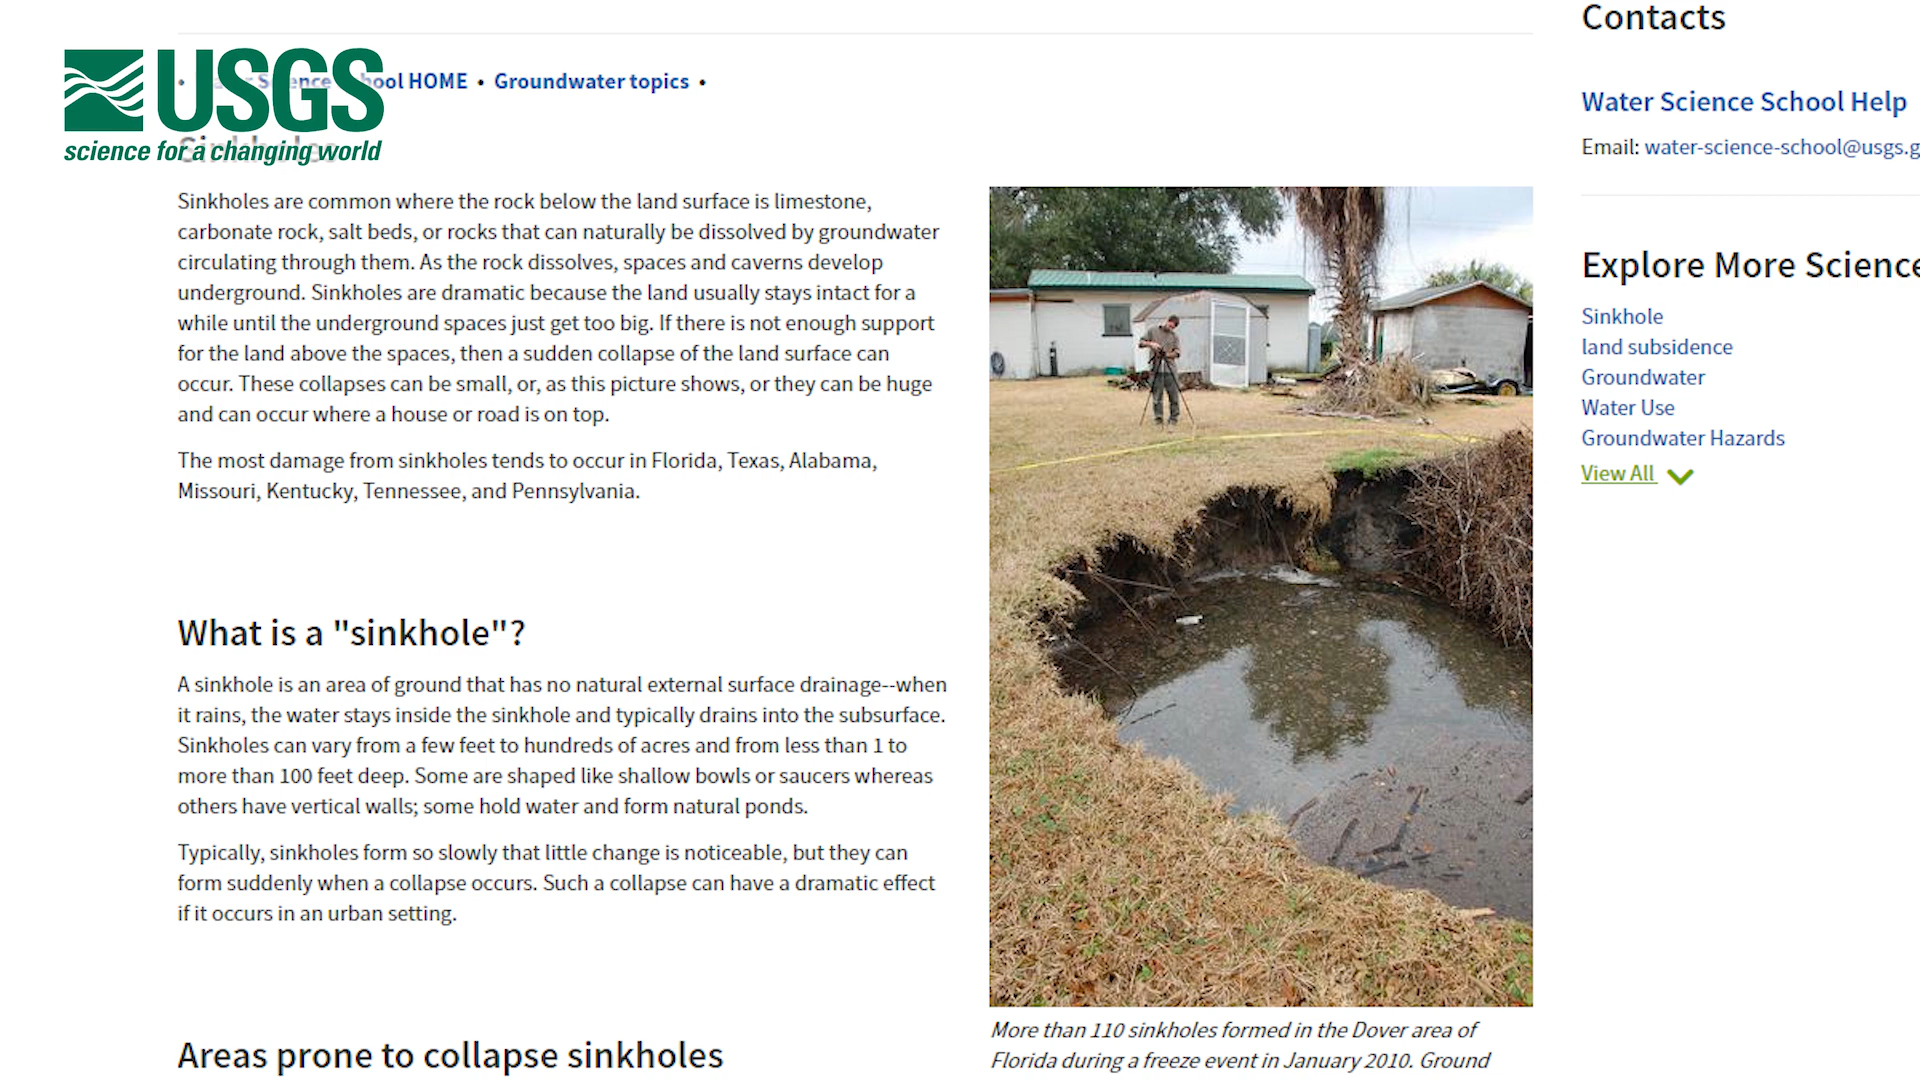 USGS
science for a changing world
ool HOME • Groundwater topics •
Sinkholes are common where the rock below the land surface is limestone,
carbonate rock, salt beds, or rocks that can naturally be dissolved by groundwater
circulating through them. As the rock dissolves, spaces and caverns develop
underground. Sinkholes are dramatic because the land usually stays intact for a
while until the underground spaces just get too big. If there is not enough support
for the land above the spaces, then a sudden collapse of the land surface can
occur. These collapses can be small, or, as this picture shows, or they can be huge
and can occur where a house or road is on top.
The most damage from sinkholes tends to occur in Florida, Texas, Alabama,
Missouri, Kentucky, Tennessee, and Pennsylvania.
What is a "sinkhole"?
A sinkhole is an area of ground that has no natural external surface drainage--when
it rains, the water stays inside the sinkhole and typically drains into the subsurface.
Sinkholes can vary from a few feet to hundreds of acres and from less than 1 to
more than 100 feet deep. Some are shaped like shallow bowls or saucers whereas
others have vertical walls; some hold water and form natural ponds.
Typically, sinkholes form so slowly that little change is noticeable, but they can
form suddenly when a collapse occurs. Such a collapse can have a dramatic effect
if it occurs in an urban setting.
Areas prone to collapse sinkholes
More than 110 sinkholes formed in the Dover area of
Florida during a freeze event in January 2010. Ground
Contacts
Water Science School Help
Email: water-science-school@usgs.g
Explore More Science
Sinkhole
land subsidence
Groundwater
Water Use
Groundwater Hazards
View All